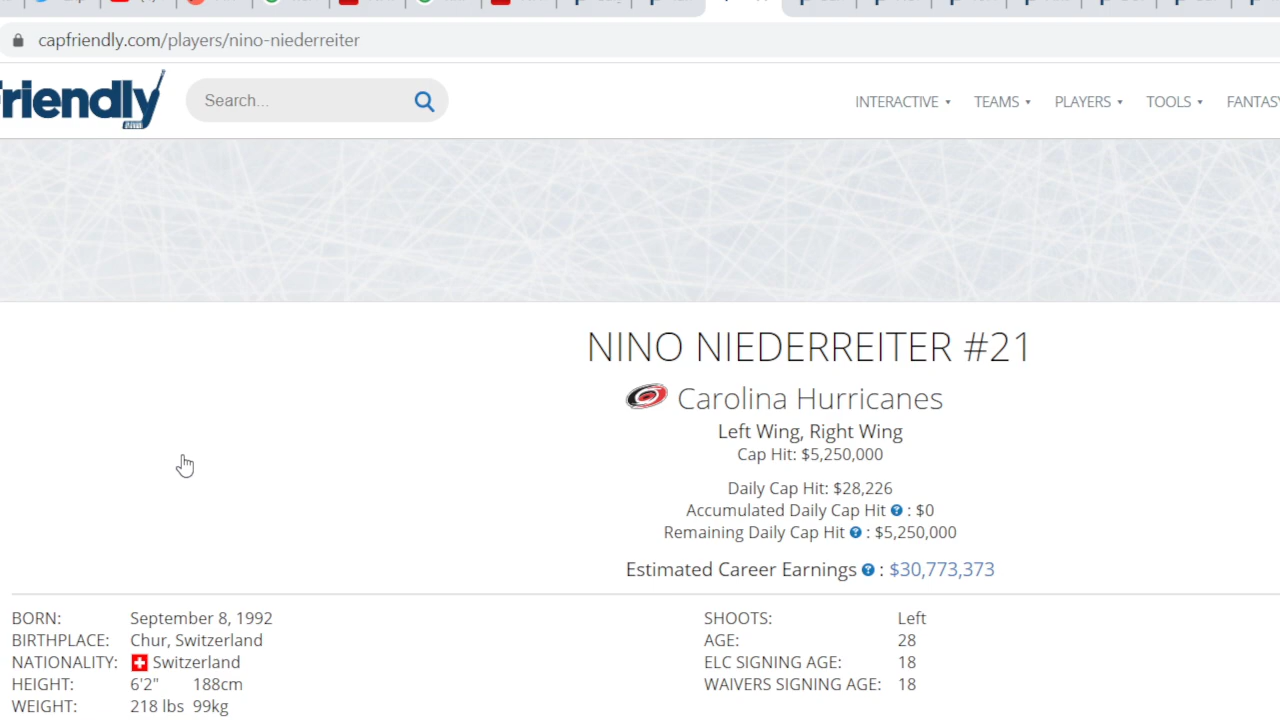 capfriendly.com/players/nino-niederreiter
friendly
Search...
INTERACTIVE
TEAMS
PLAYERS
TOOLS
FANTASY
NINO NIEDERREITER #21
Carolina Hurricanes
Left Wing, Right Wing
Cap Hit: $5,250,000
Daily Cap Hit: $28,226
Accumulated Daily Cap Hit ? : $0
Remaining Daily Cap Hit ? : $5,250,000
Estimated Career Earnings ? : $30,773,373
BORN: September 8, 1992
BIRTHPLACE: Chur, Switzerland
NATIONALITY: Switzerland
HEIGHT: 6'2" 188cm
WEIGHT: 218 lbs 99kg
SHOOTS: Left
AGE: 28
ELC SIGNING AGE: 18
WAIVERS SIGNING AGE: 18